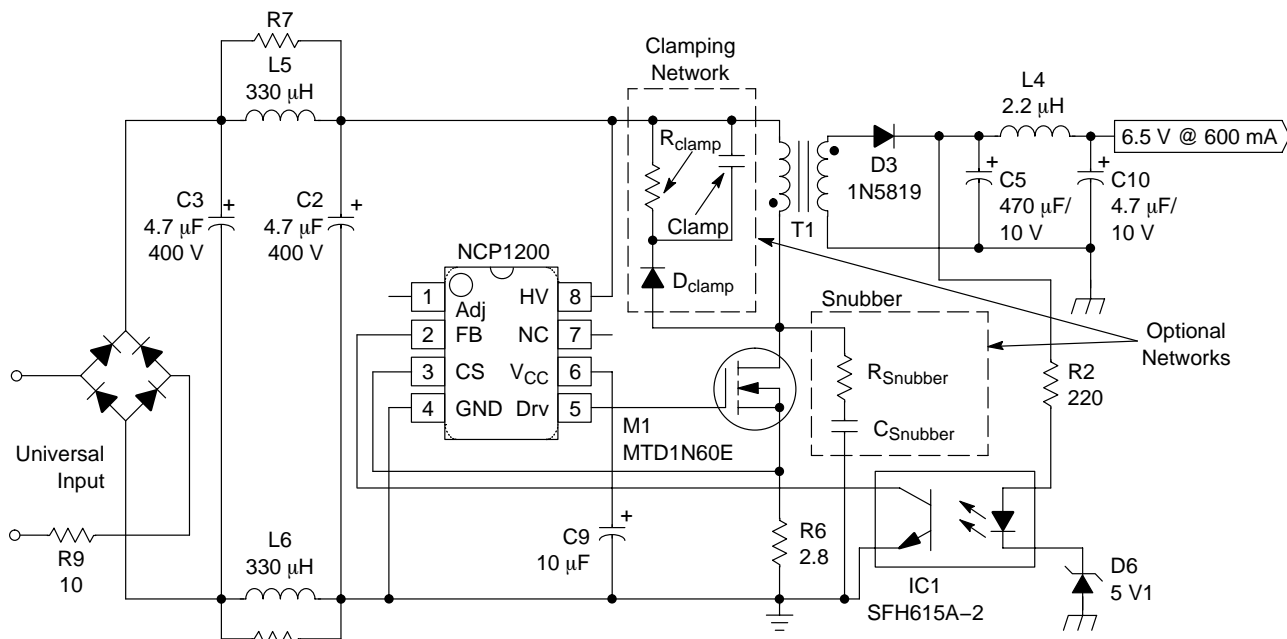 R7
L5
330 μH
Clamping
Network
L4
2.2 μH
6.5 V @ 600 mA
Rclamp
D3
1N5819
C3
4.7 μF
400 V
+
C2
4.7 μF
400 V
+
Clamp
T1
+
C5
470 μF/
10 V
+
C10
4.7 μF/
10 V
NCP1200
Dclamp
1
Adj
HV
8
2
FB
NC
7
3
CS
VCC
6
4
GND
Drv
5
Snubber
Optional
Networks
RSnubber
CSnubber
R2
220
M1
MTD1N60E
Universal
Input
R9
10
L6
330 μH
C9
10 μF
+
R6
2.8
IC1
SFH615A−2
D6
5 V1